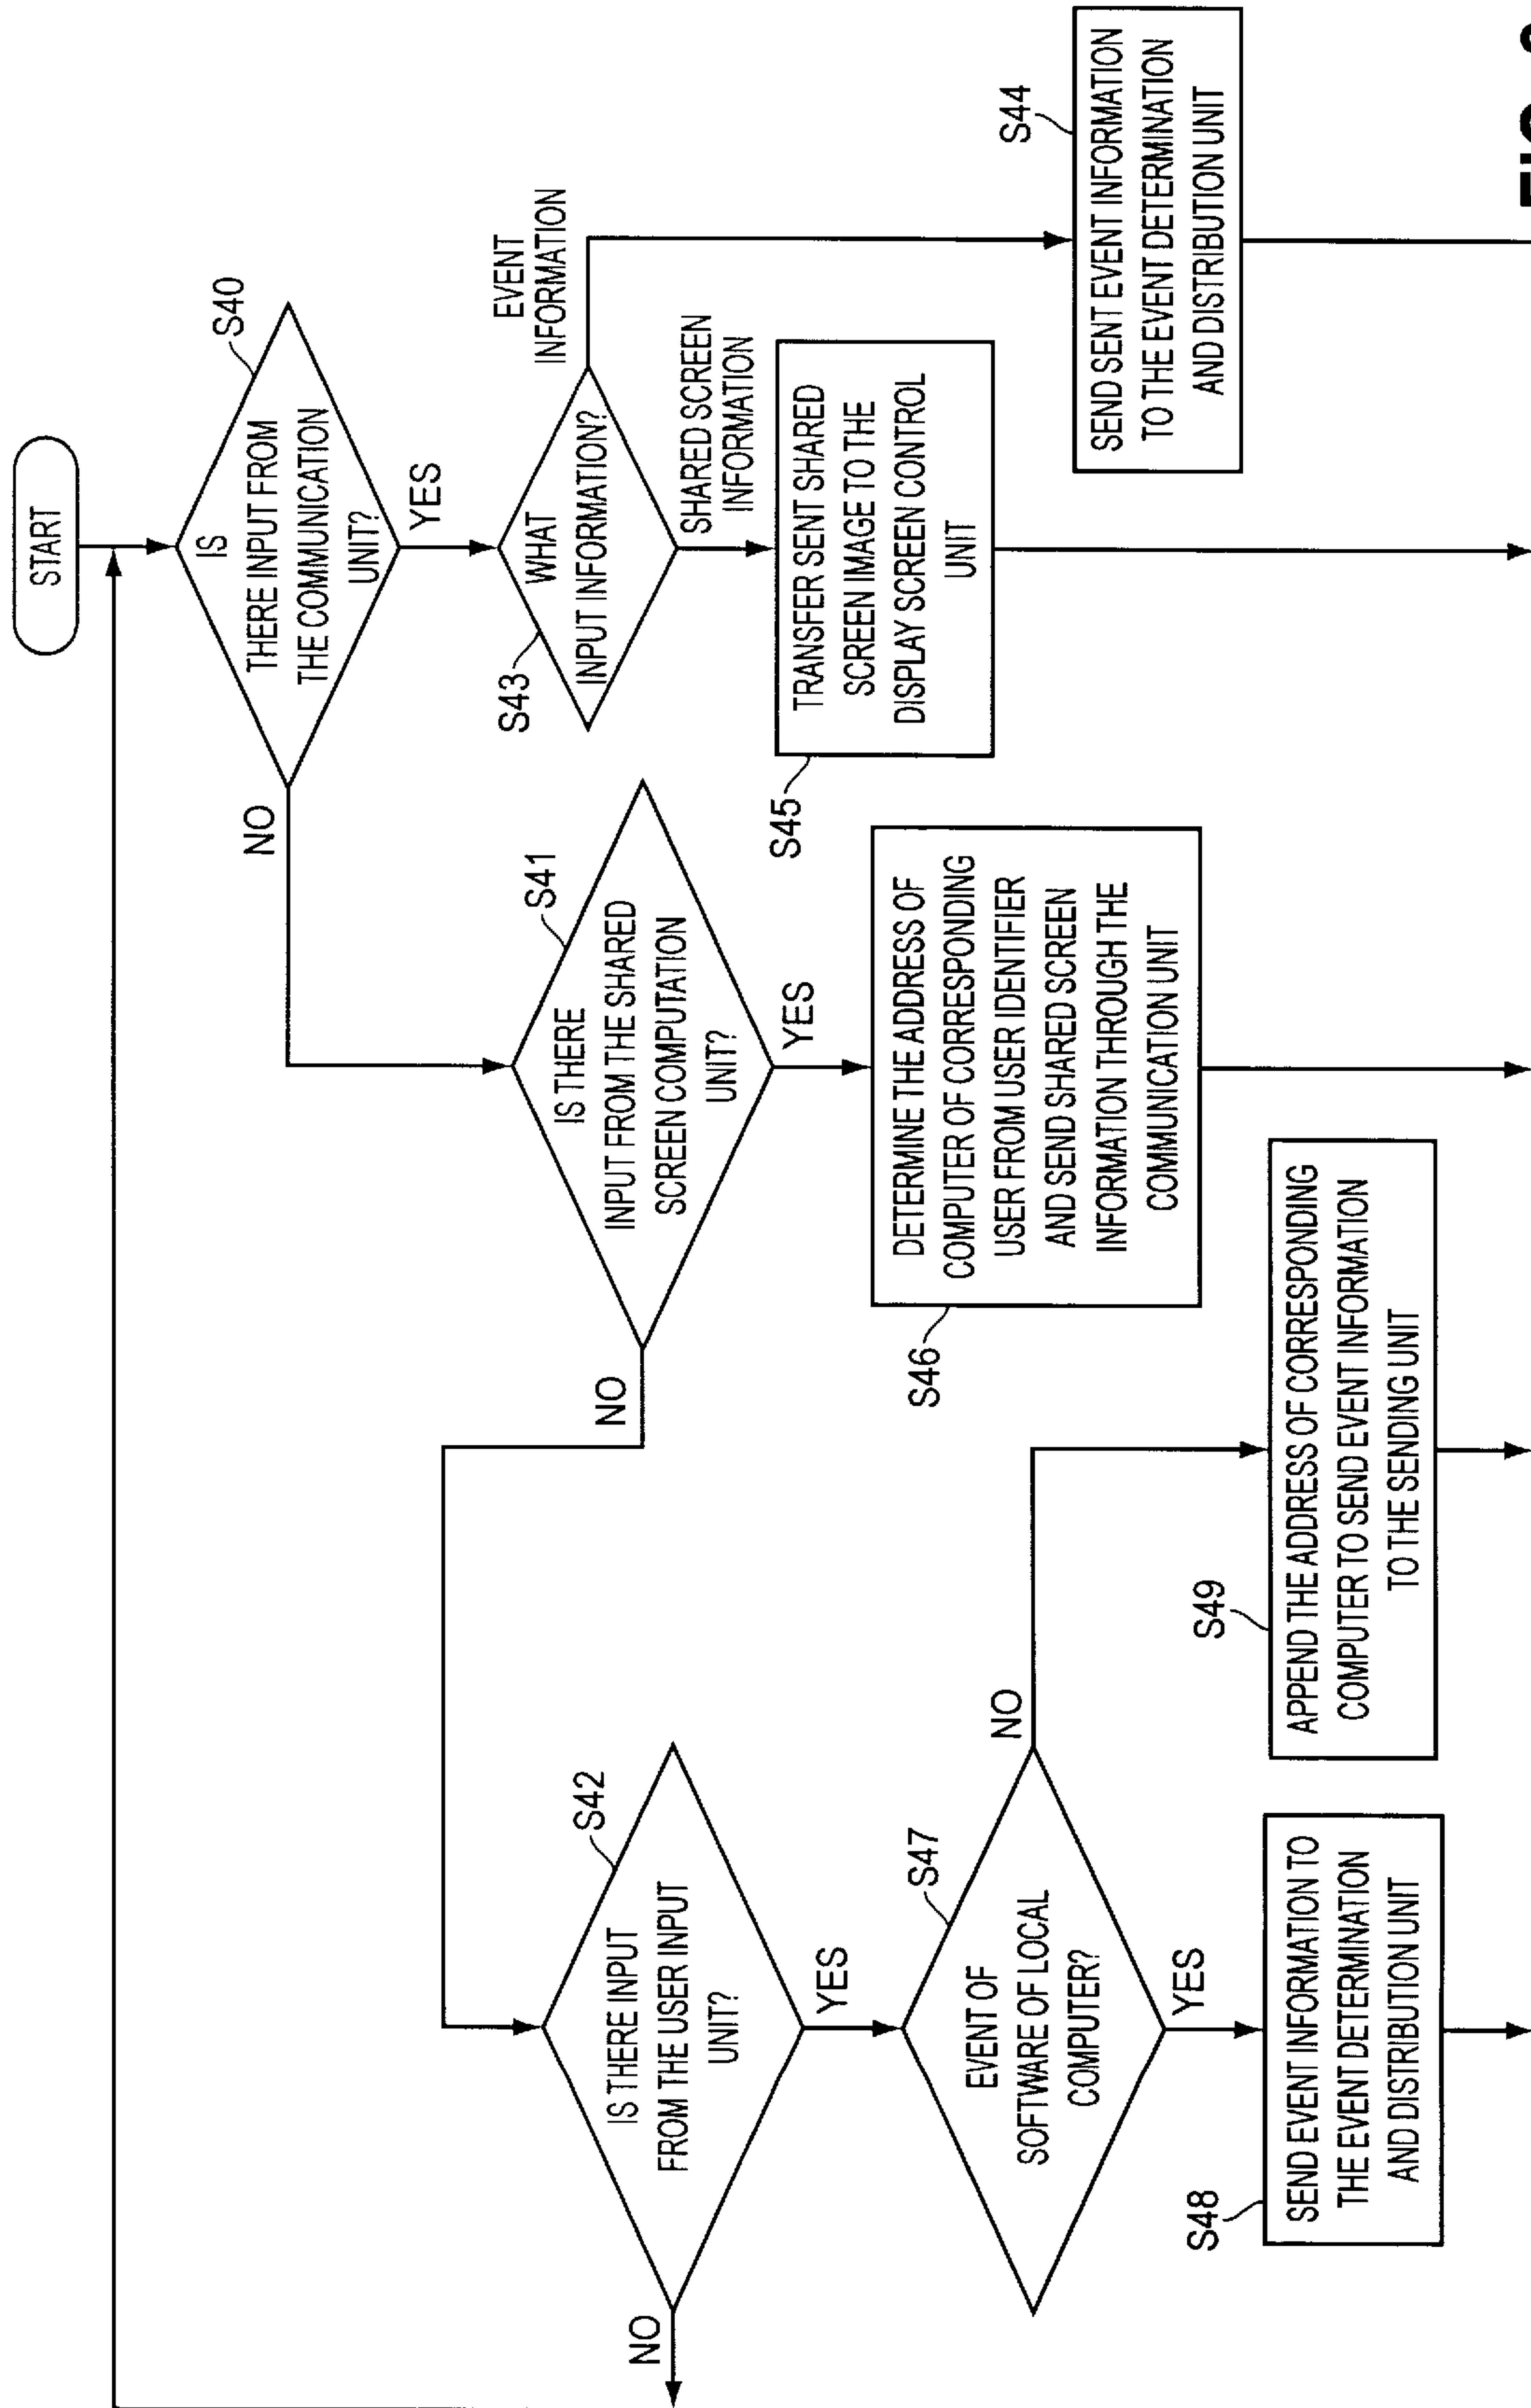 START
S40
IS
THERE INPUT FROM
THE COMMUNICATION
UNIT?
NO
YES
S41
IS THERE
INPUT FROM THE SHARED
SCREEN COMPUTATION
UNIT?
NO
YES
S42
IS THERE INPUT
FROM THE USER INPUT
UNIT?
NO
YES
S43
WHAT
INPUT INFORMATION?
EVENT
INFORMATION
SHARED SCREEN
INFORMATION
S44
SEND SENT EVENT INFORMATION
TO THE EVENT DETERMINATION
AND DISTRIBUTION UNIT
S45
TRANSFER SENT SHARED
SCREEN IMAGE TO THE
DISPLAY SCREEN CONTROL
UNIT
S46
DETERMINE THE ADDRESS OF
COMPUTER OF CORRESPONDING
USER FROM USER IDENTIFIER
AND SEND SHARED SCREEN
INFORMATION THROUGH THE
COMMUNICATION UNIT
S47
EVENT OF
SOFTWARE OF LOCAL
COMPUTER?
NO
YES
S48
SEND EVENT INFORMATION TO
THE EVENT DETERMINATION
AND DISTRIBUTION UNIT
S49
APPEND THE ADDRESS OF CORRESPONDING
COMPUTER TO SEND EVENT INFORMATION
TO THE SENDING UNIT
FIG.